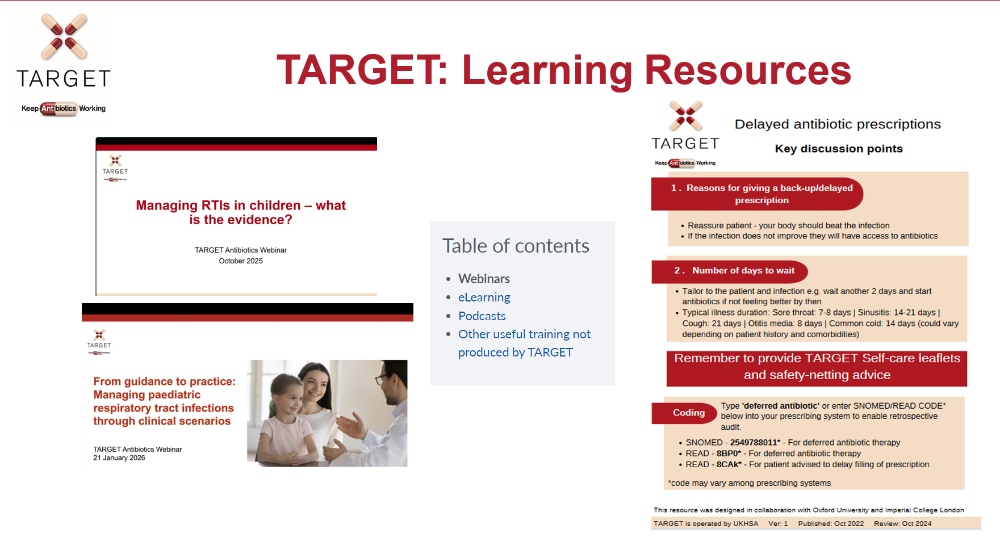 TARGET
Keep Antibiotics Working
TARGET: Learning Resources
TARGET
Keep Antibiotics Working
Managing RTIs in children – what
is the evidence?
TARGET Antibiotics Webinar
October 2025
TARGET
Keep Antibiotics Working
From guidance to practice:
Managing paediatric
respiratory tract infections
through clinical scenarios
TARGET Antibiotics Webinar
21 January 2026
Table of contents
• Webinars
• eLearning
• Podcasts
• Other useful training not
produced by TARGET
TARGET
Keep Antibiotics Working
Delayed antibiotic prescriptions
Key discussion points
1 . Reasons for giving a back-up/delayed
prescription
• Reassure patient - your body should beat the infection
• If the infection does not improve they will have access to antibiotics
2 . Number of days to wait
• Tailor to the patient and infection e.g. wait another 2 days and start
antibiotics if not feeling better by then
• Typical illness duration: Sore throat: 7-8 days | Sinusitis: 14-21 days |
Cough: 21 days | Otitis media: 8 days | Common cold: 14 days (could vary
depending on patient history and comorbidities)
Remember to provide TARGET Self-care leaflets
and safety-netting advice
Coding
Type 'deferred antibiotic' or enter SNOMED/READ CODE*
below into your prescribing system to enable retrospective
audit.
• SNOMED - 2549788011* - For deferred antibiotic therapy
• READ - 8BP0* - For deferred antibiotic therapy
• READ - 8CAk* - For patient advised to delay filling of prescription
*code may vary among prescribing systems
This resource was designed in collaboration with Oxford University and Imperial College London
TARGET is operated by UKHSA Ver: 1 Published: Oct 2022 Review: Oct 2024